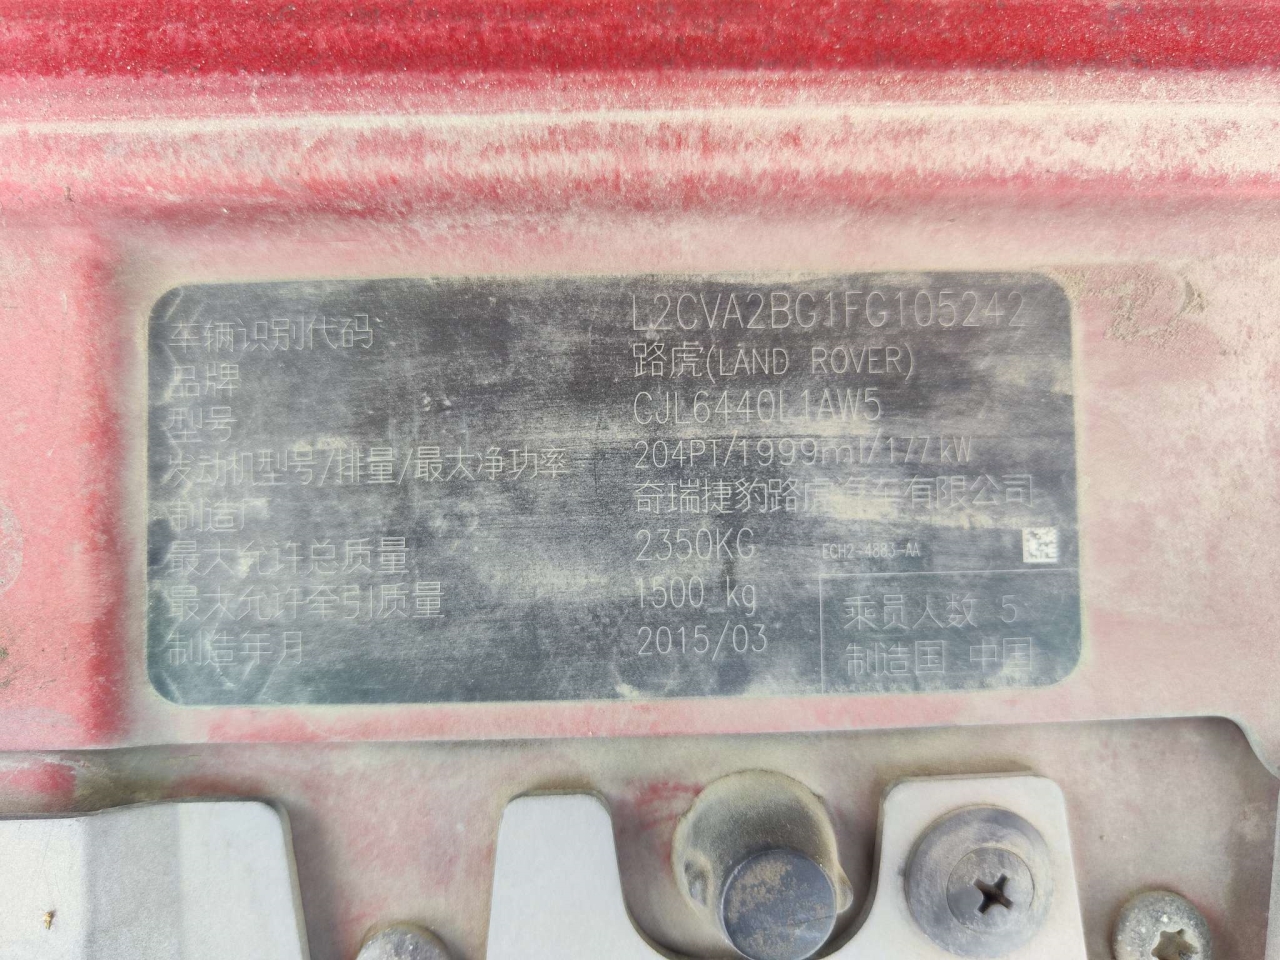 车辆识别代码 L2CVA2BG1FG105242
品牌 路虎(LAND ROVER)
型号 CJL6440L1AW5
发动机型号/排量/最大净功率 204PT/1999ml/177kW
制造厂 奇瑞捷豹路虎汽车有限公司
最大允许总质量 2350KG FCH2-4883-AA
最大允许牵引质量 1500 kg 乘员人数 5
制造年月 2015/03 制造国 中国